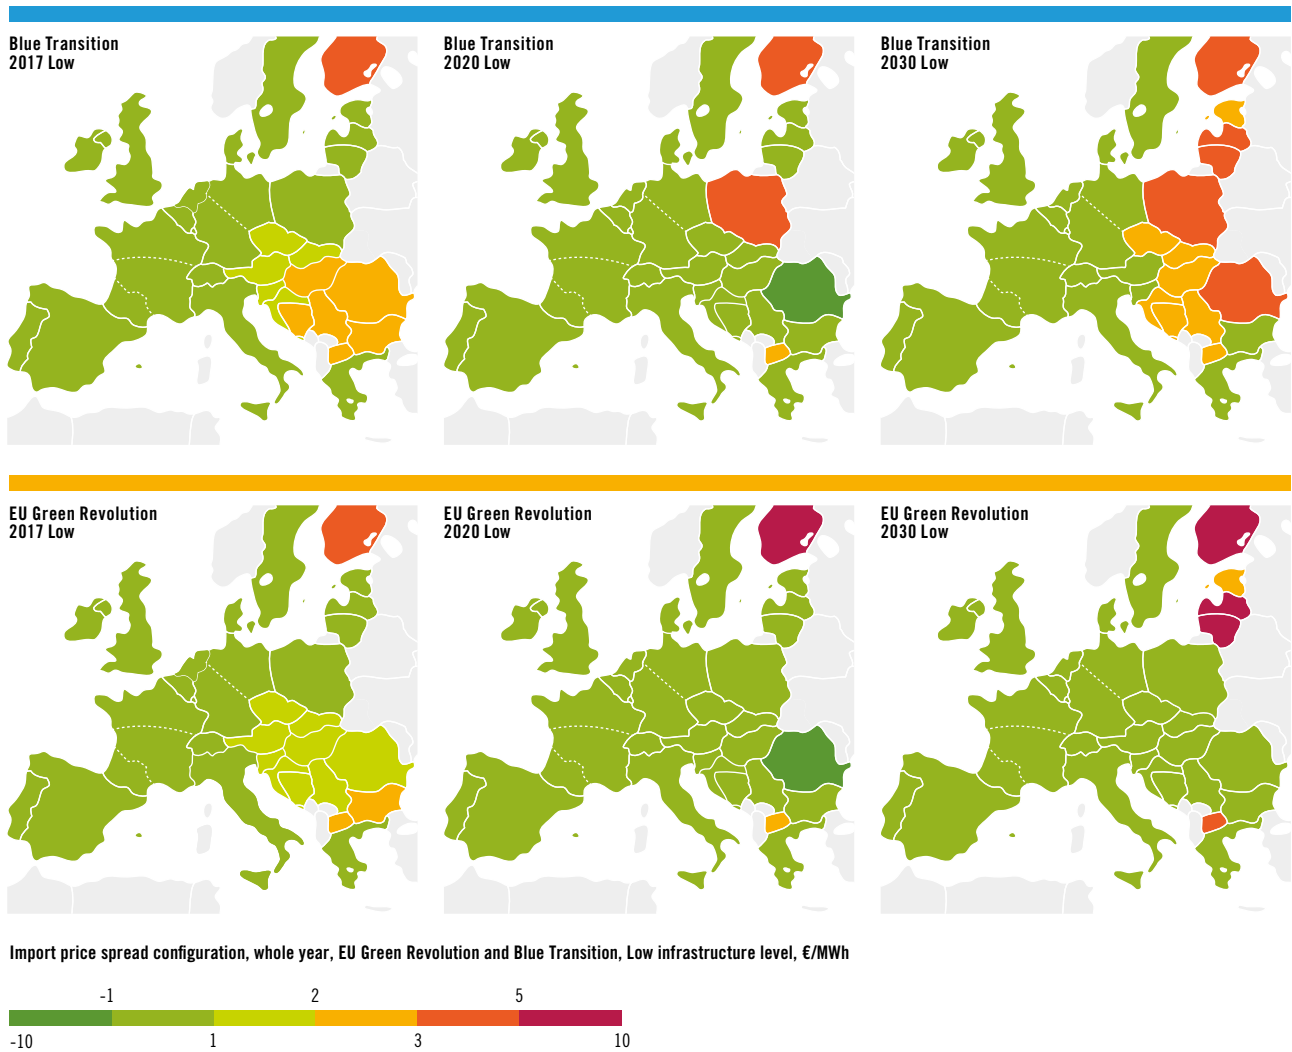 Blue Transition
2017 Low
Blue Transition
2020 Low
Blue Transition
2030 Low
EU Green Revolution
2017 Low
EU Green Revolution
2020 Low
EU Green Revolution
2030 Low
Import price spread configuration, whole year, EU Green Revolution and Blue Transition, Low infrastructure level, €/MWh
-1 2 5
-10 1 3 10